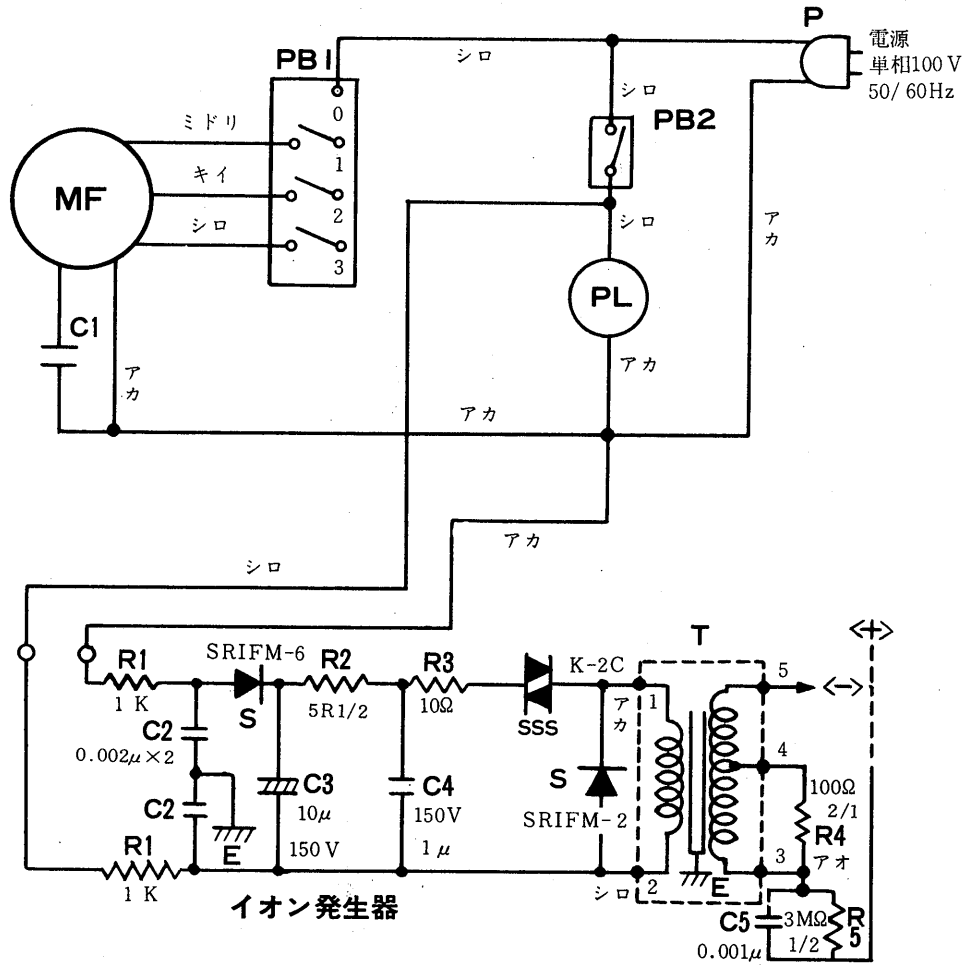 P
電源
単相100V
50/60Hz
シロ
PB1
0
ミドリ
1
キイ
2
シロ
3
MF
シロ
PB2
シロ
アカ
PL
C1
アカ
アカ
アカ
アカ
シロ
T
<+>
R1
1 K
SRIFM-6
S
R2
5R1/2
R3
10Ω
SSS
K-2C
アカ
1
5
<->
C2
0.002μ×2
C2
E
C3
10μ
150V
C4
150V
1μ
S
SRIFM-2
4
100Ω
2/1
R4
アオ
3
R1
1 K
シロ
2
E
イオン発生器
C5
0.001μ
3MΩ
1/2
R5